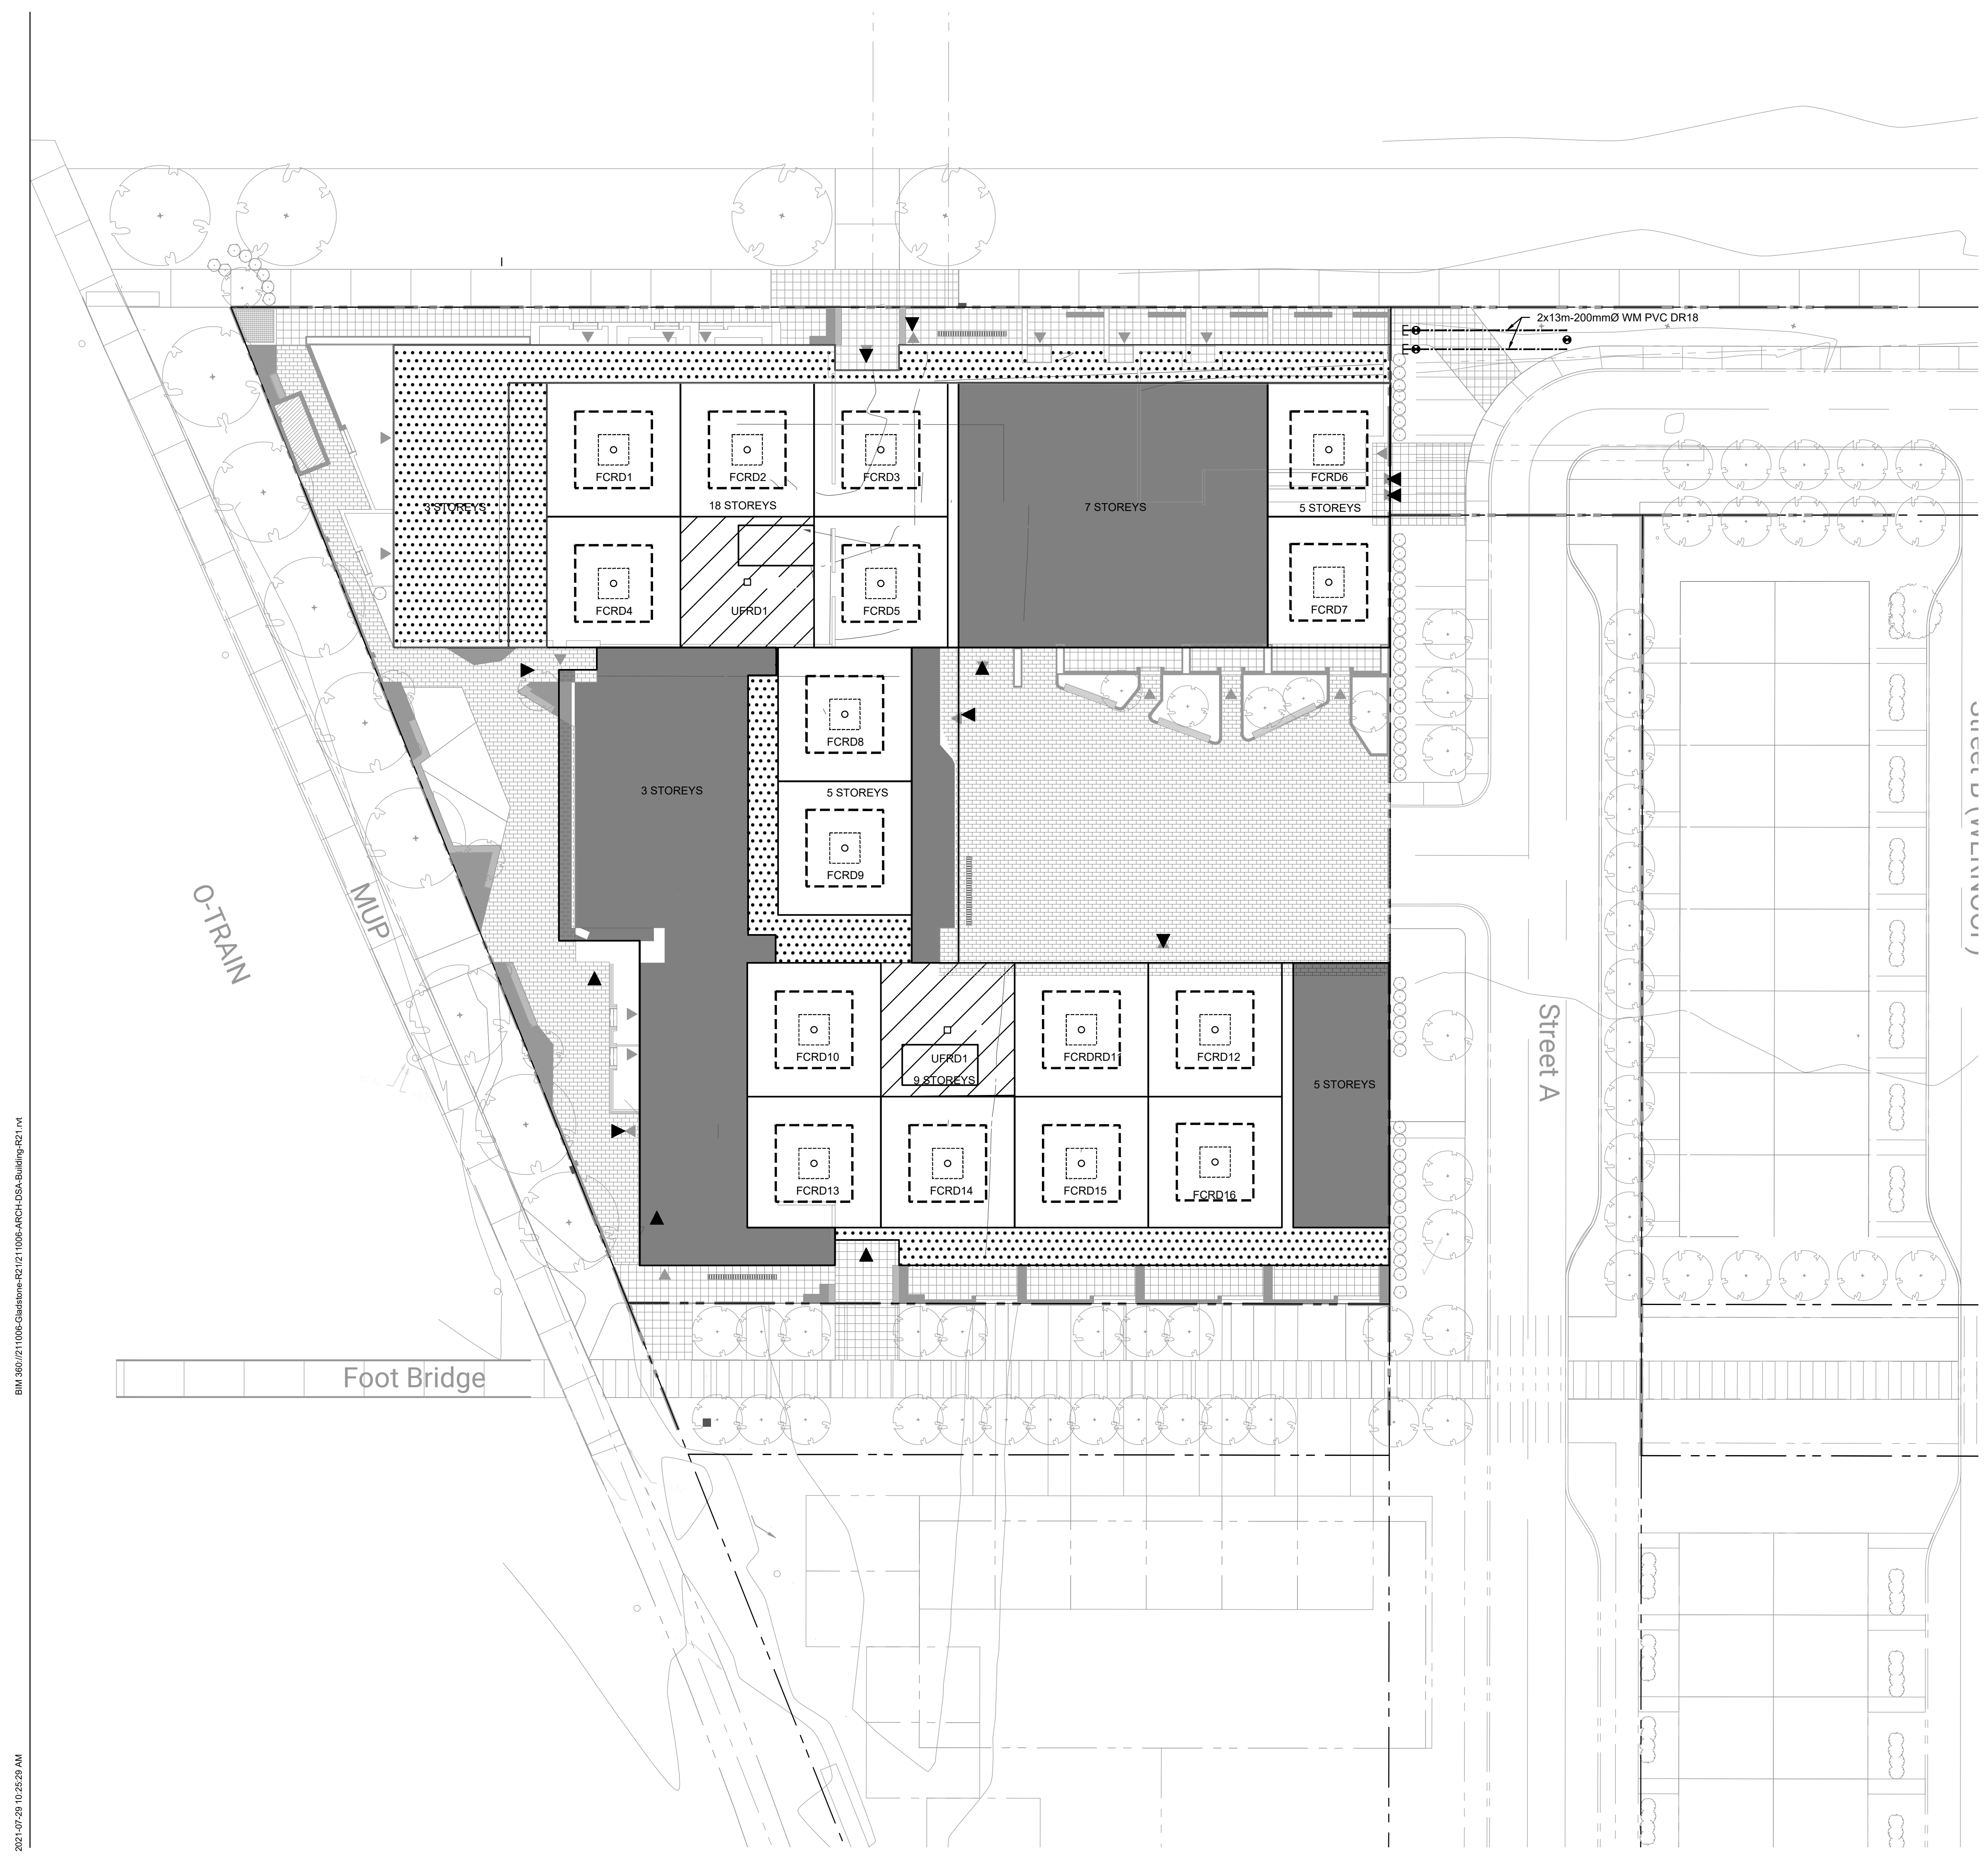 2x13m-200mmØ WM PVC DR18
E
E
FCRD1
FCRD2
FCRD3
FCRD6
3 STOREYS
18 STOREYS
7 STOREYS
5 STOREYS
FCRD4
UFRD1
FCRD5
FCRD7
FCRD8
3 STOREYS
5 STOREYS
FCRD9
O-TRAIN
MUP
Street B (VERNOUT)
FCRD10
UFRD1
FCRDRD11
FCRD12
9 STOREYS
5 STOREYS
Street A
FCRD13
FCRD14
FCRD15
FCRD16
Foot Bridge
BIM 360://211006-Gladstone-R21/211006-ARCH-DSA-Building-R21.rvt
2021-07-29 10:25:29 AM